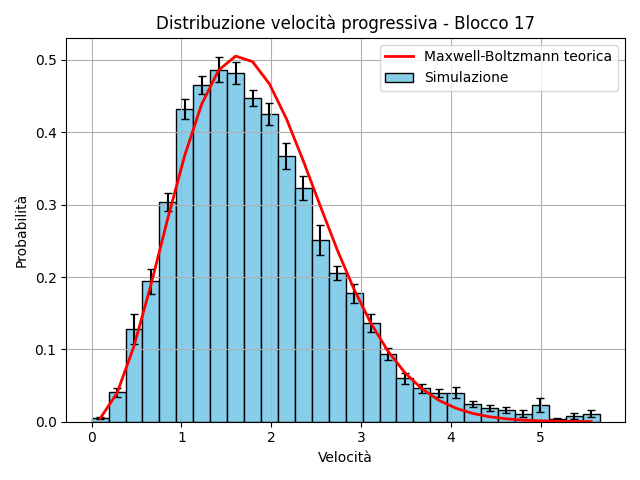 Distribuzione velocità progressiva - Blocco 17
Maxwell-Boltzmann teorica
Simulazione
Probabilità
0.5
0.4
0.3
0.2
0.1
0.0
0 1 2 3 4 5
Velocità